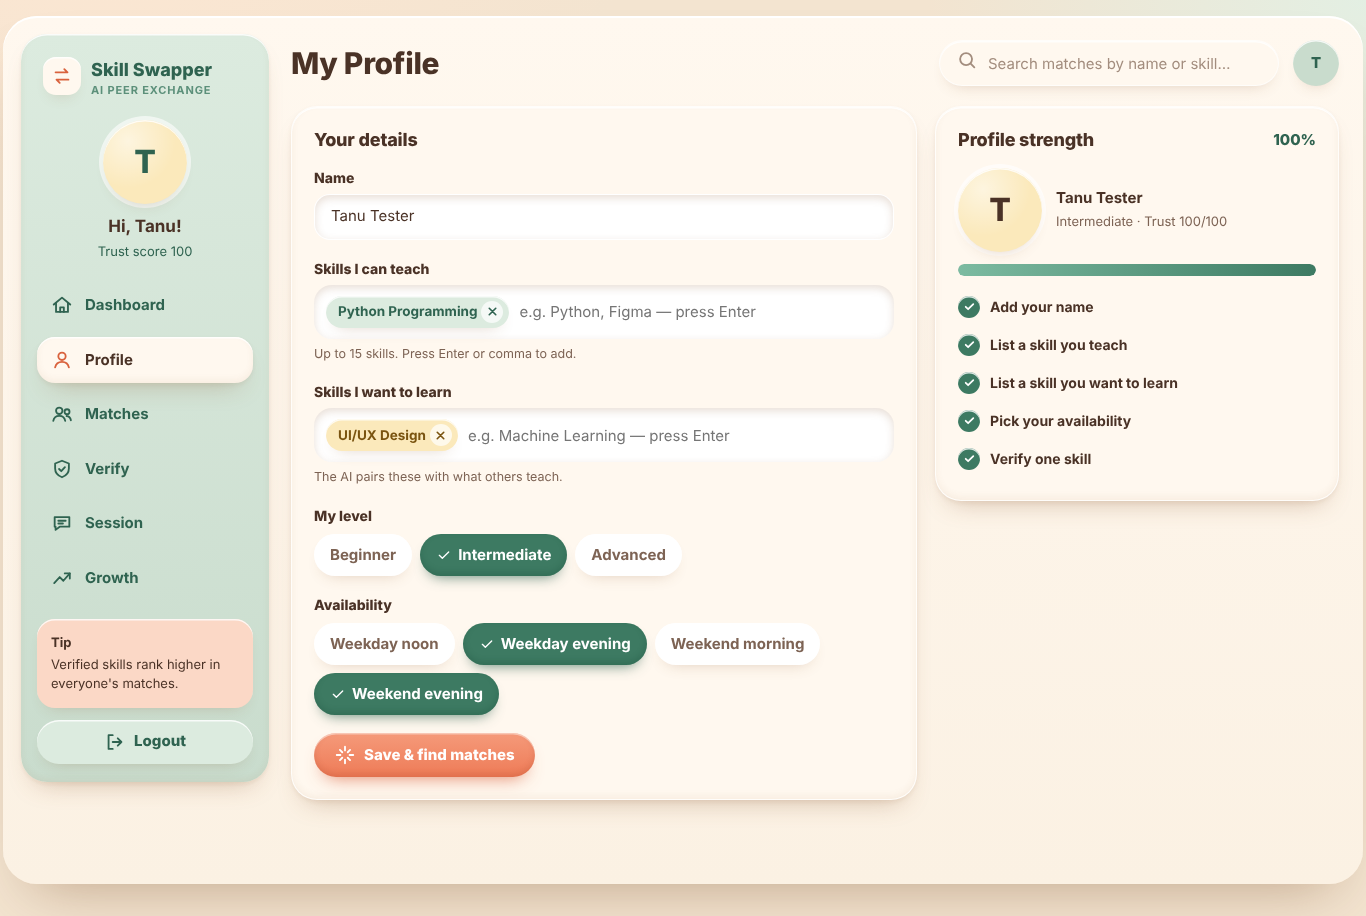 Skill Swapper
AI PEER EXCHANGE
T
Hi, Tanu!
Trust score 100
Dashboard
Profile
Matches
Verify
Session
Growth
Tip
Verified skills rank higher in
everyone's matches.
Logout
My Profile
Search matches by name or skill...
T
Your details
Name
Tanu Tester
Skills I can teach
Python Programming
e.g. Python, Figma — press Enter
Up to 15 skills. Press Enter or comma to add.
Skills I want to learn
UI/UX Design
e.g. Machine Learning — press Enter
The AI pairs these with what others teach.
My level
Beginner Intermediate Advanced
Availability
Weekday noon Weekday evening Weekend morning
Weekend evening
Save & find matches
Profile strength 100%
T
Tanu Tester
Intermediate · Trust 100/100
Add your name
List a skill you teach
List a skill you want to learn
Pick your availability
Verify one skill